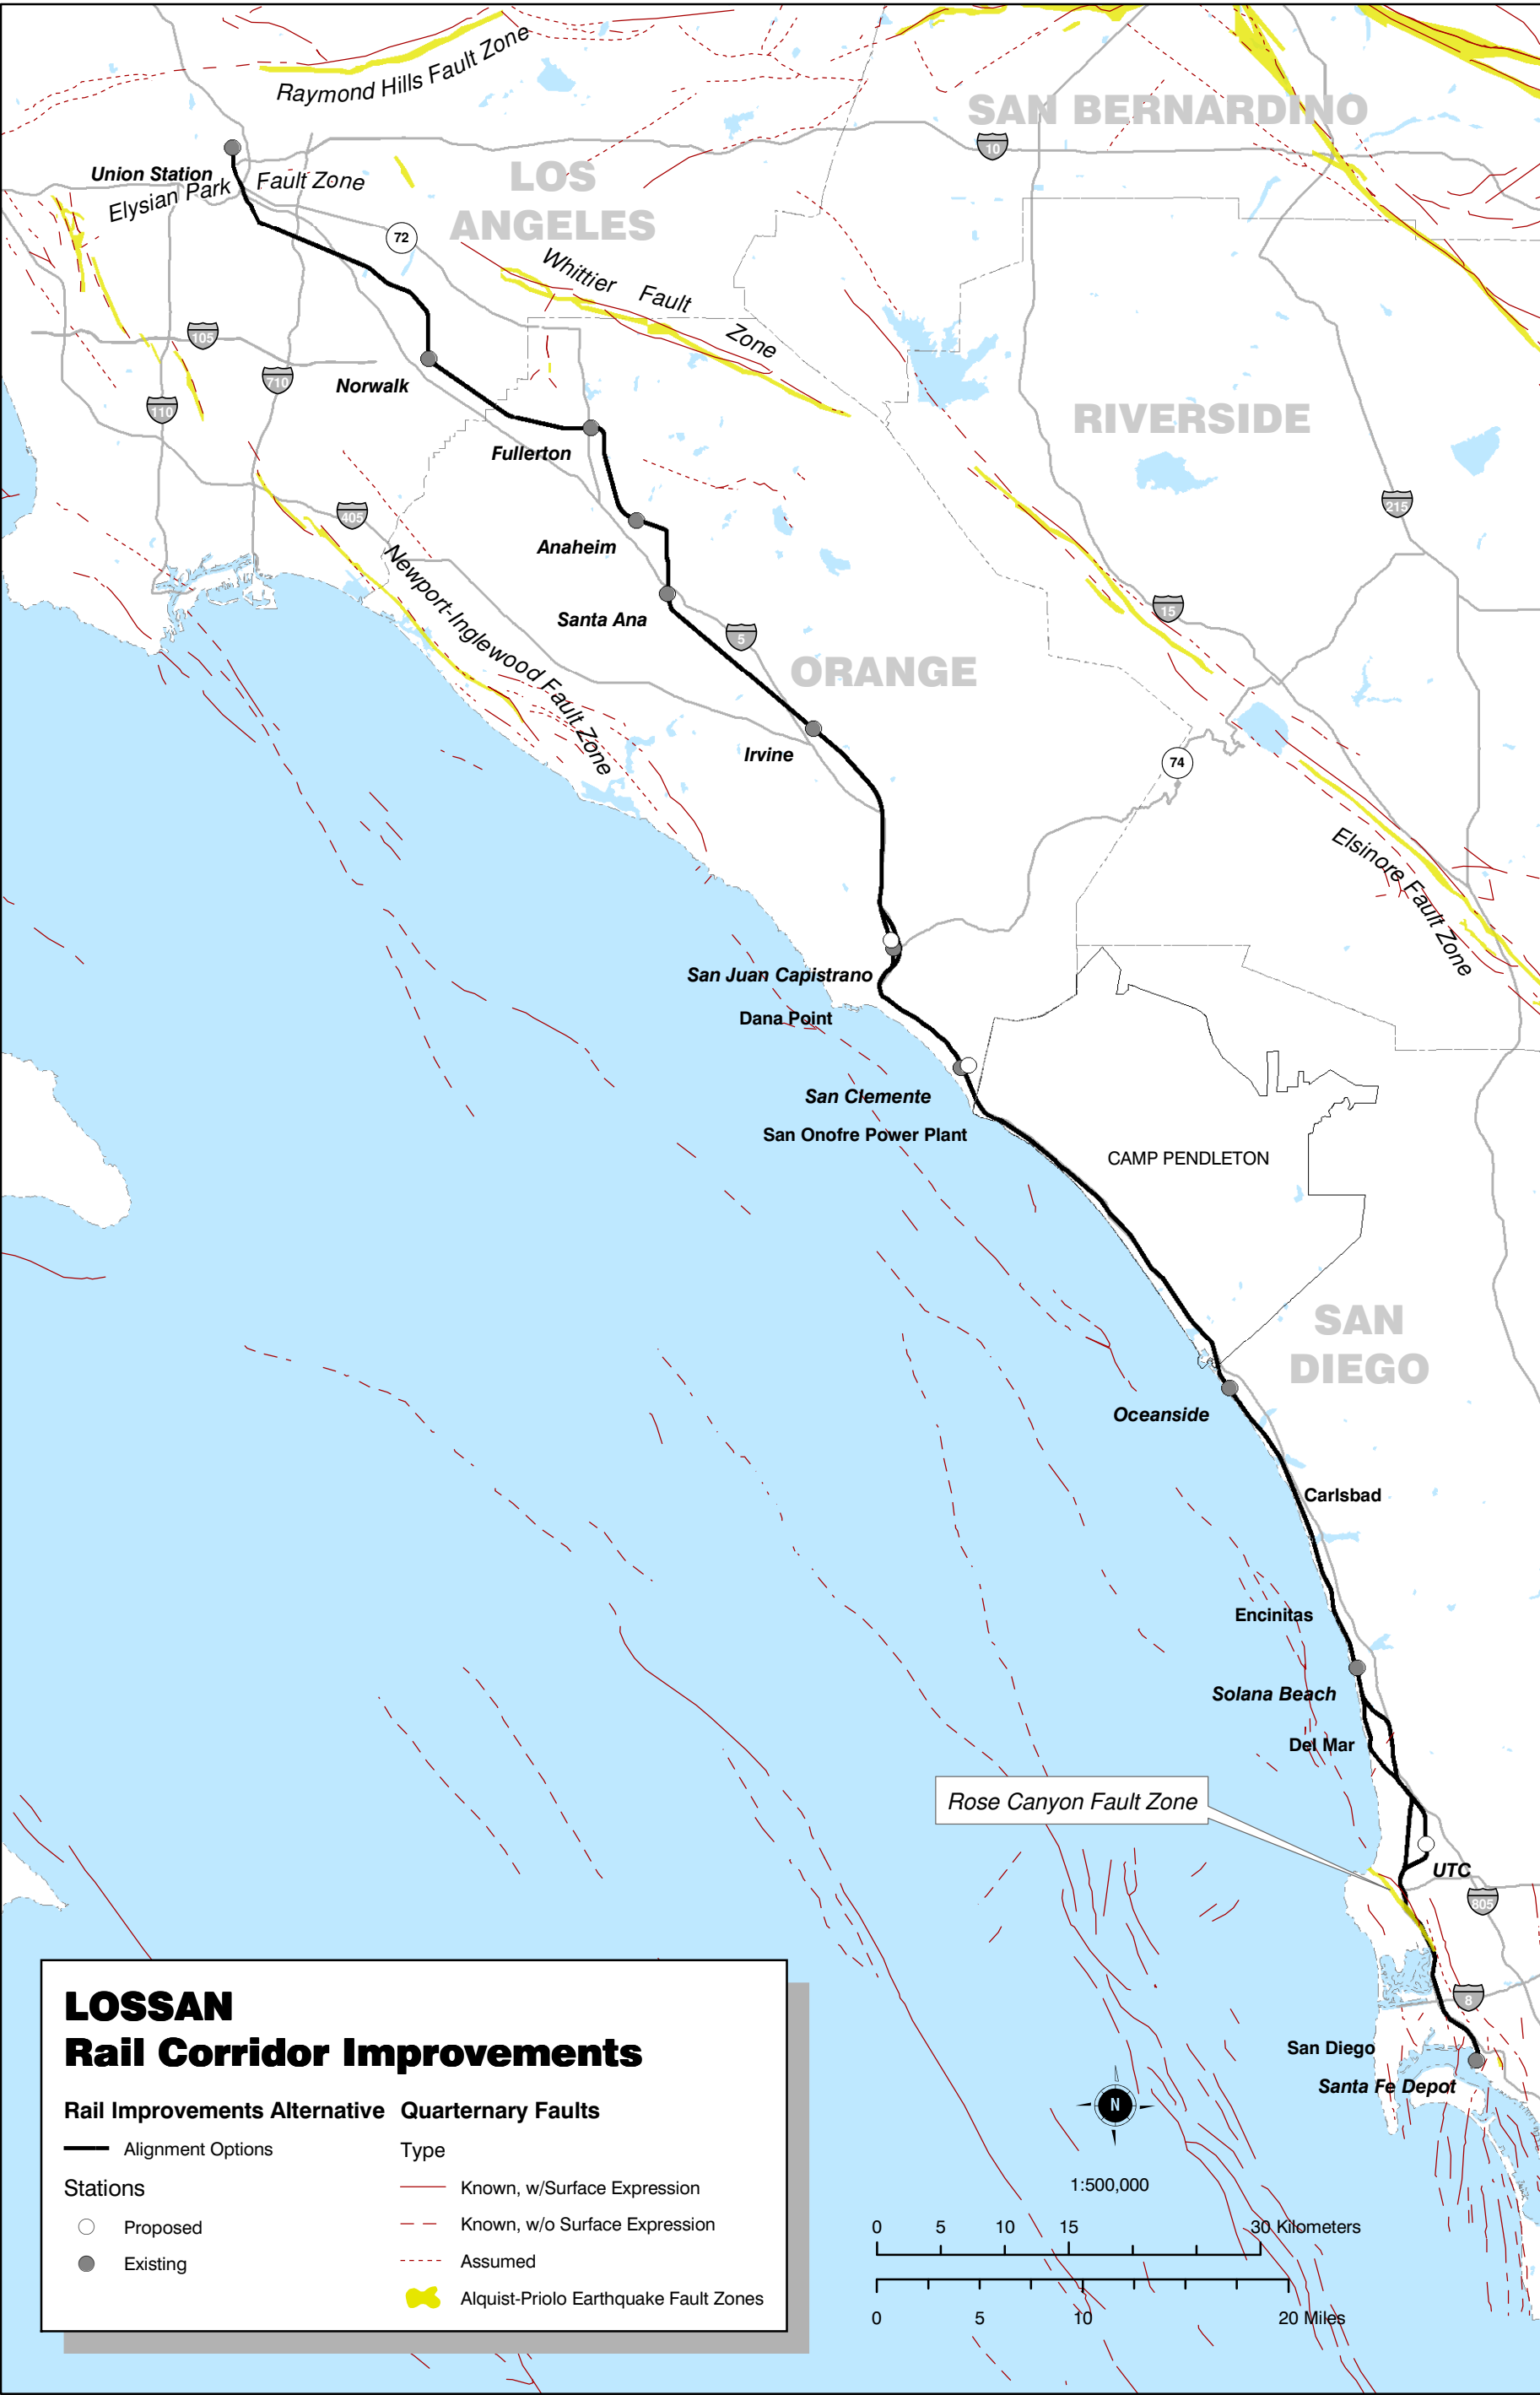 Raymond Hills Fault Zone
SAN BERNARDINO
10
Union Station
Elysian Park Fault Zone
LOS
ANGELES
72
Whittier Fault Zone
105
710
Norwalk
110
RIVERSIDE
Fullerton
215
405
Anaheim
Newport-Inglewood Fault Zone
Santa Ana
15
5
ORANGE
Irvine
74
Elsinore Fault Zone
San Juan Capistrano
Dana Point
San Clemente
San Onofre Power Plant
CAMP PENDLETON
SAN
DIEGO
Oceanside
Carlsbad
Encinitas
Solana Beach
Del Mar
Rose Canyon Fault Zone
UTC
805
8
San Diego
Santa Fe Depot
LOSSAN
Rail Corridor Improvements
Rail Improvements Alternative
Alignment Options
Stations
Proposed
Existing
Quarternary Faults
Type
Known, w/Surface Expression
Known, w/o Surface Expression
Assumed
Alquist-Priolo Earthquake Fault Zones
N
1:500,000
0 5 10 15 30 Kilometers
0 5 10 20 Miles